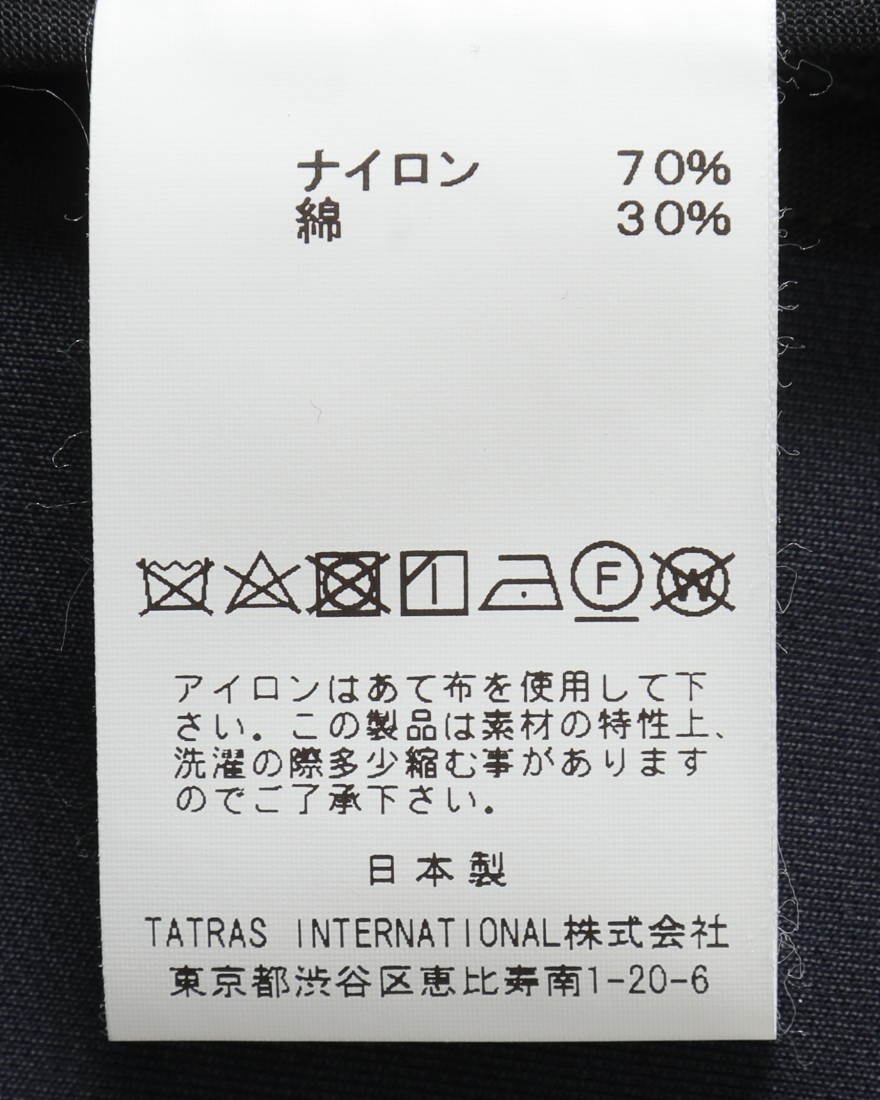 ナイロン 70%
綿 30%
F W
アイロンはあて布を使用して下
さい。この製品は素材の特性上、
洗濯の際多少縮む事があります
のでご了承下さい。
日本製
TATRAS INTERNATIONAL株式会社
東京都渋谷区恵比寿南1-20-6